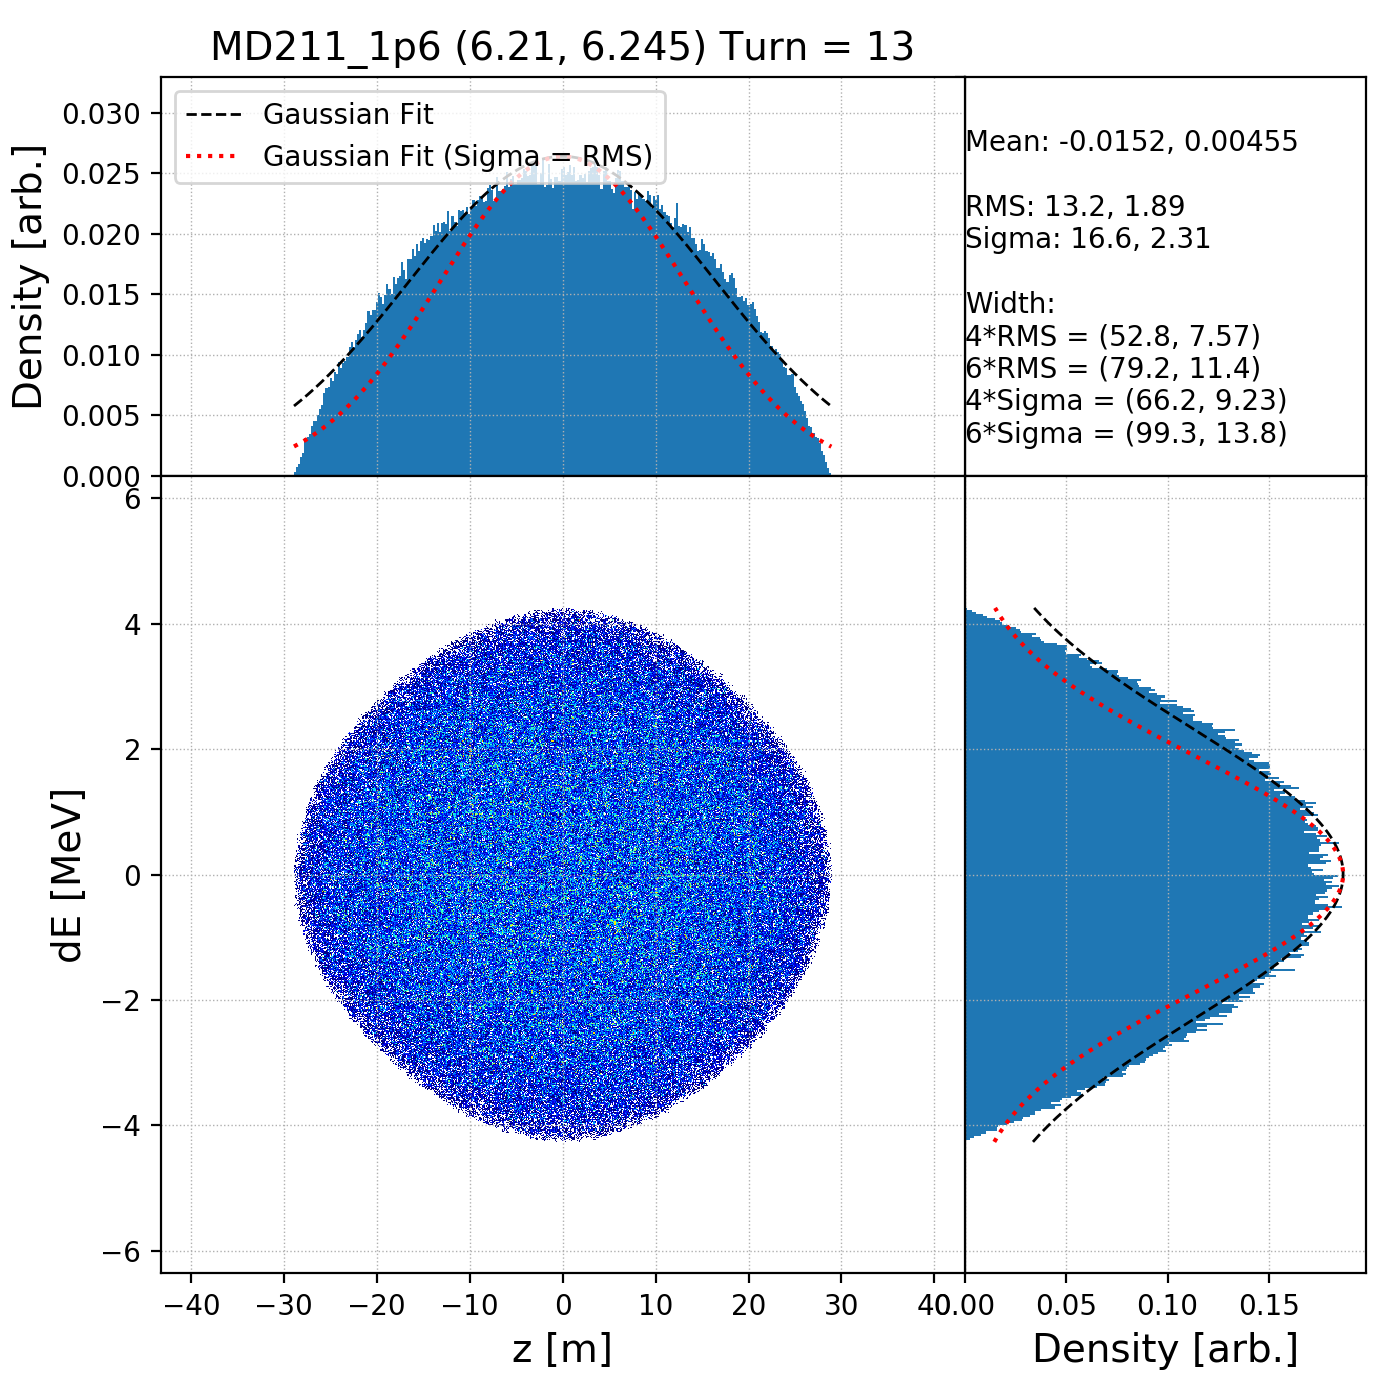 MD211_1p6 (6.21, 6.245) Turn = 13
Gaussian Fit
Gaussian Fit (Sigma = RMS)
Density [arb.]
0.030
0.025
0.020
0.015
0.010
0.005
0.000
Mean: -0.0152, 0.00455
RMS: 13.2, 1.89
Sigma: 16.6, 2.31
Width:
4*RMS = (52.8, 7.57)
6*RMS = (79.2, 11.4)
4*Sigma = (66.2, 9.23)
6*Sigma = (99.3, 13.8)
dE [MeV]
6
4
2
0
−2
−4
−6
−40 −30 −20 −10 0 10 20 30 40
z [m]
0.00 0.05 0.10 0.15
Density [arb.]